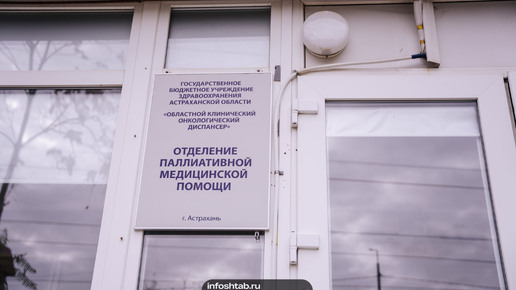 ГОСУДАРСТВЕННОЕ
БЮДЖЕТНОЕ УЧРЕЖДЕНИЕ
ЗДРАВООХРАНЕНИЯ
АСТРАХАНСКОЙ ОБЛАСТИ
«ОБЛАСТНОЙ КЛИНИЧЕСКИЙ
ОНКОЛОГИЧЕСКИЙ
ДИСПАНСЕР»
ОТДЕЛЕНИЕ
ПАЛЛИАТИВНОЙ
МЕДИЦИНСКОЙ
ПОМОЩИ
г. Астрахань
infoshtab.ru